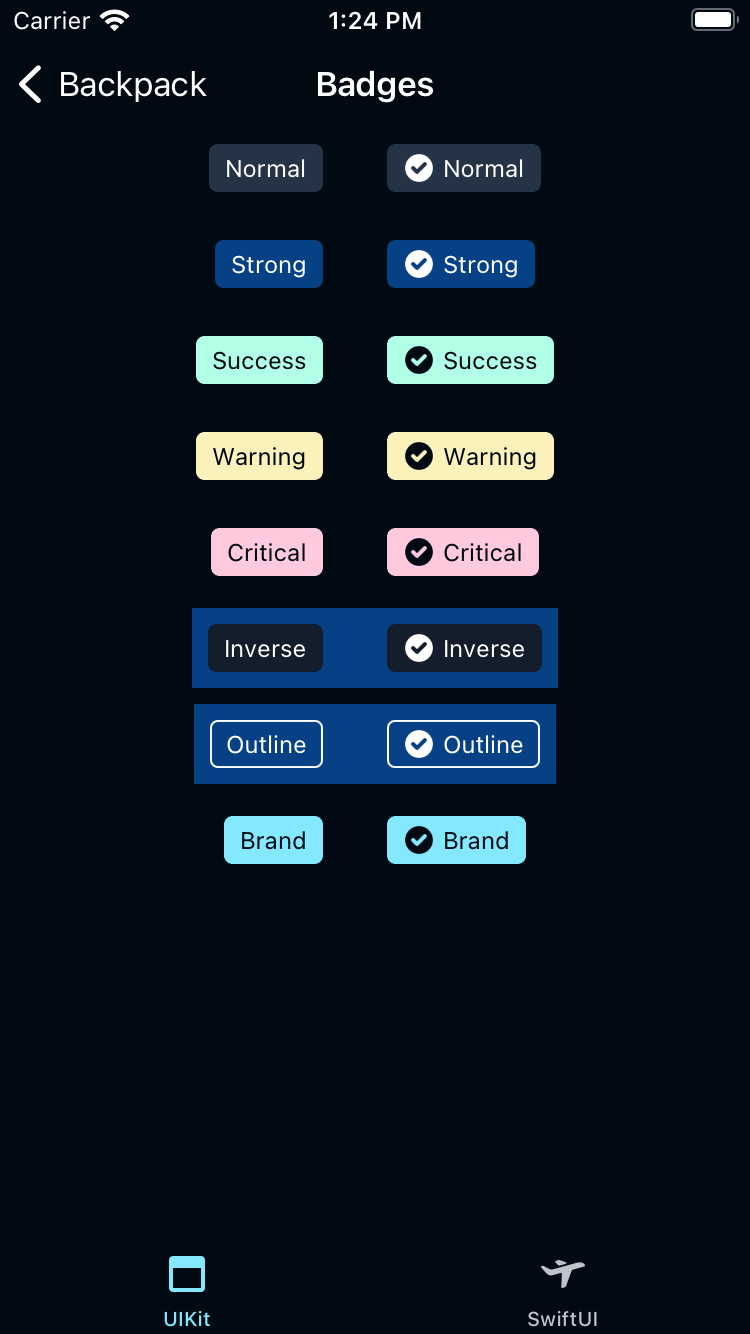 Carrier 1:24 PM
Backpack Badges
Normal Normal
Strong Strong
Success Success
Warning Warning
Critical Critical
Inverse Inverse
Outline Outline
Brand Brand
UIKit SwiftUI